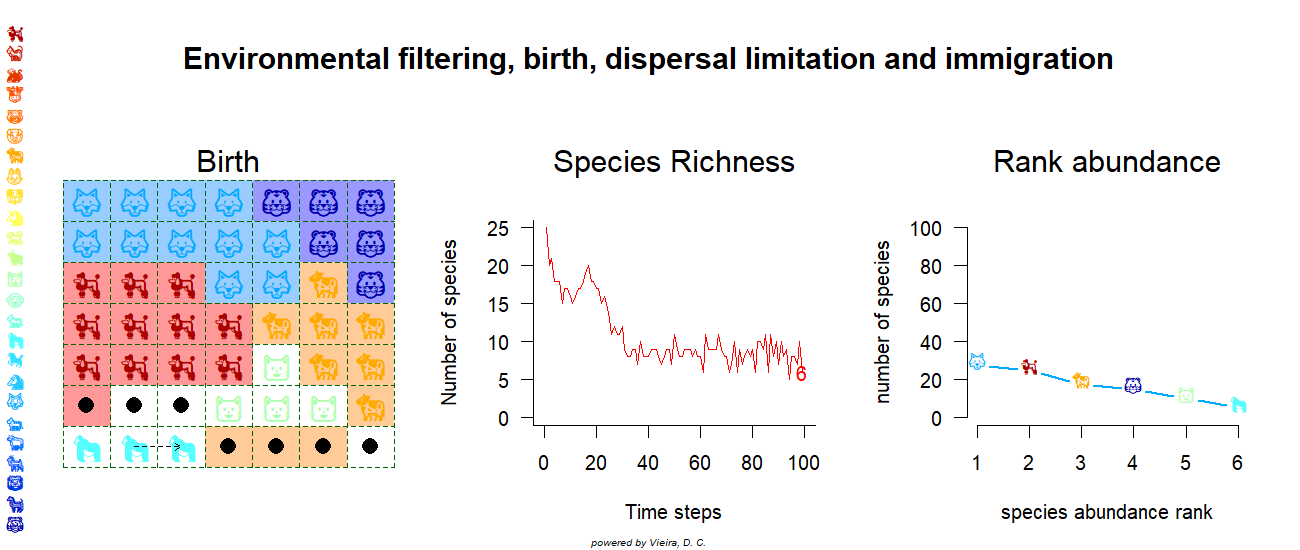 Environmental filtering, birth, dispersal limitation and immigration
Birth
Species Richness
Rank abundance
Number of species
25
20
15
10
5
0
6
0 20 40 60 80 100
Time steps
number of species
100
80
60
40
20
0
1 2 3 4 5 6
species abundance rank
powered by Vieira, D. C.